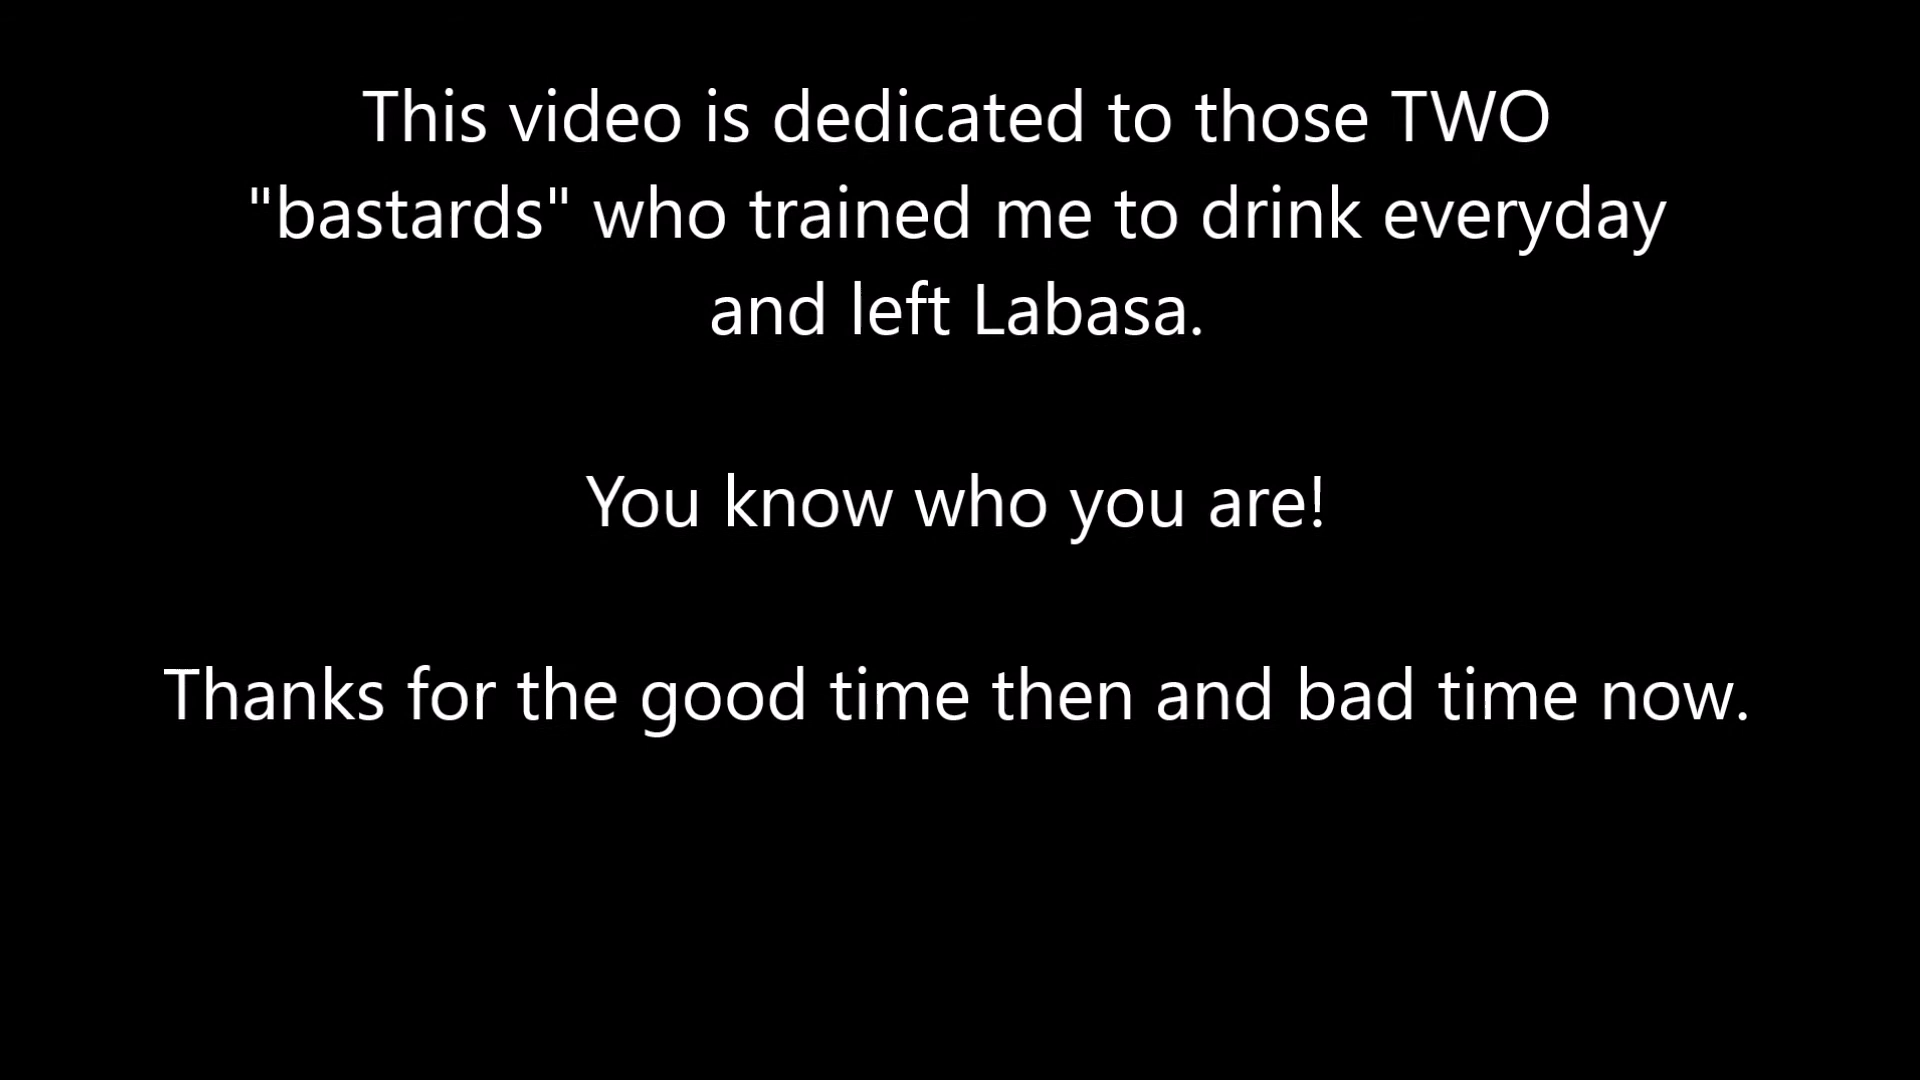 This video is dedicated to those TWO
"bastards" who trained me to drink everyday
and left Labasa.
You know who you are!
Thanks for the good time then and bad time now.